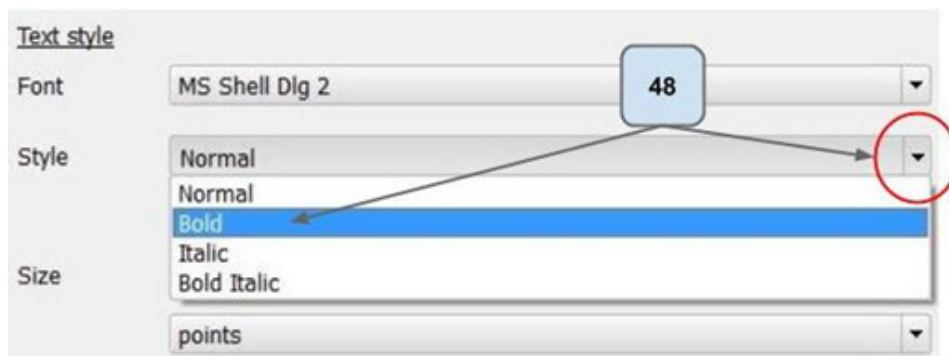 Text style
Font MS Shell Dlg 2
48
Style Normal
Normal
Bold
Italic
Size
Bold Italic
points